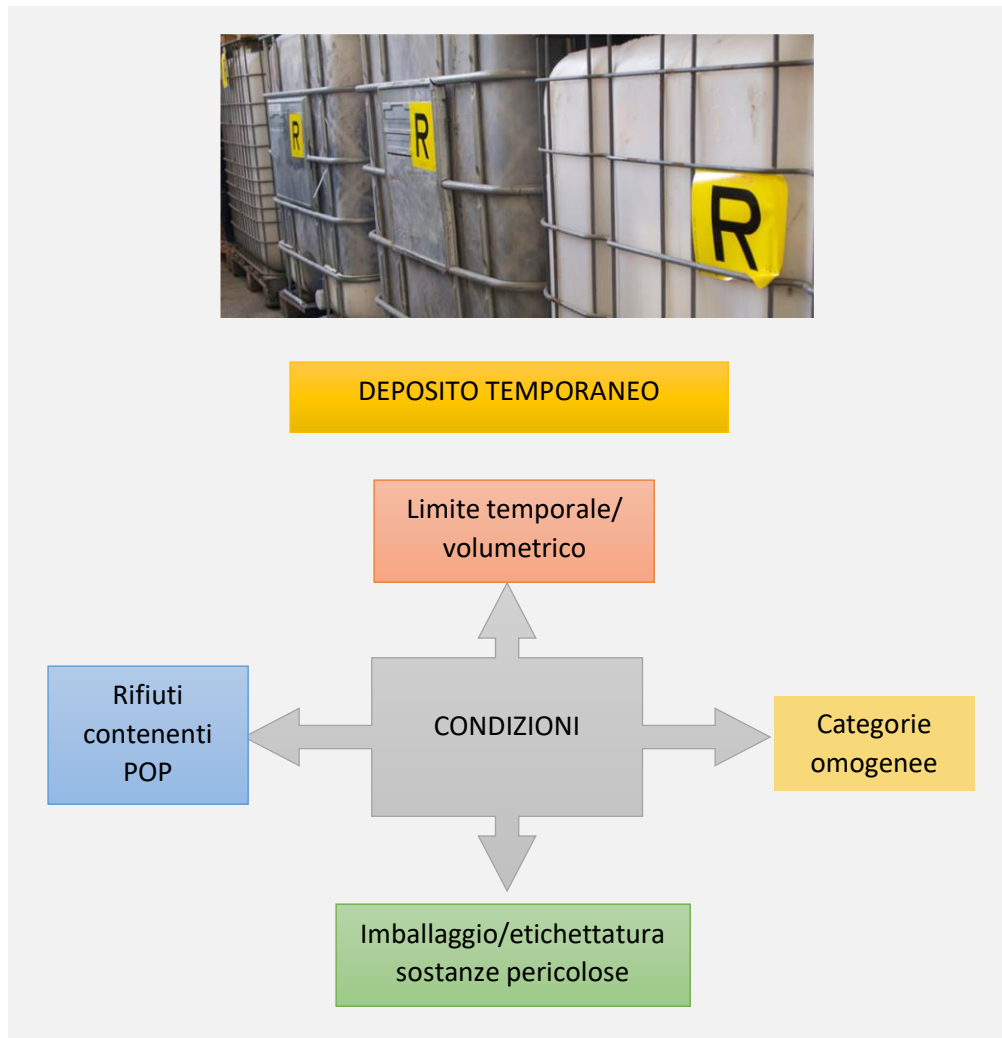 R
R
R
DEPOSITO TEMPORANEO
Limite temporale/
volumetrico
Rifiuti
contenenti
POP
CONDIZIONI
Categorie
omogenee
Imballaggio/etichettatura
sostanze pericolose